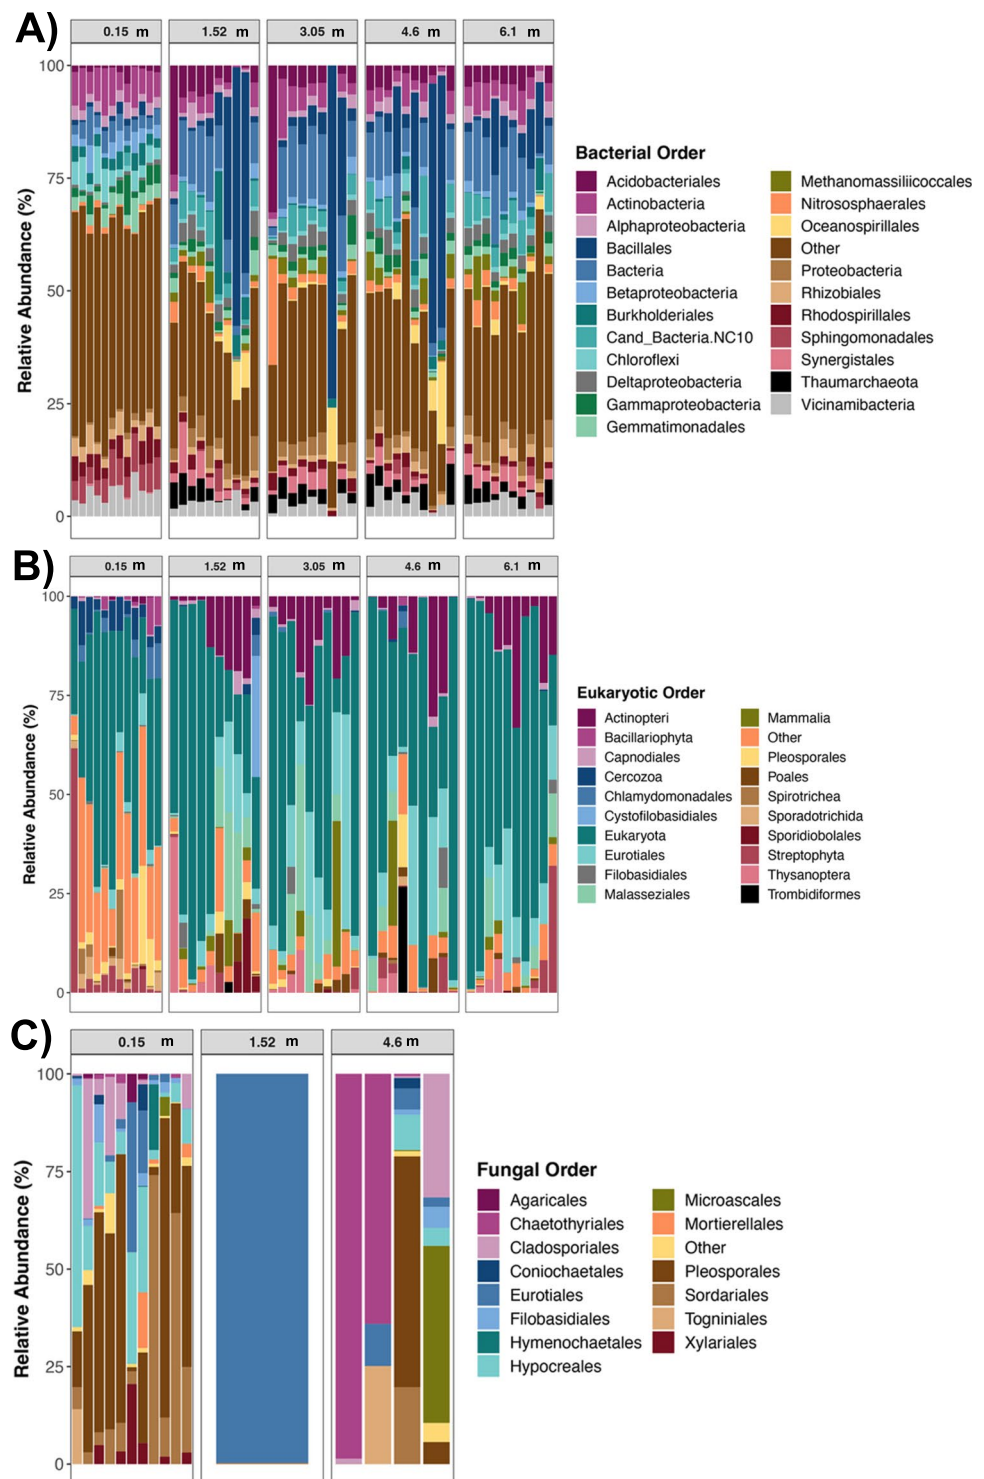 A)
0.15 m 1.52 m 3.05 m 4.6 m 6.1 m
Relative Abundance (%)
100
75
50
25
0
Bacterial Order
Acidobacteriales
Actinobacteria
Alphaproteobacteria
Bacillales
Bacteria
Betaproteobacteria
Burkholderiales
Cand_Bacteria.NC10
Chloroflexi
Deltaproteobacteria
Gammaproteobacteria
Gemmatimonadales
Methanomassiliicoccales
Nitrososphaerales
Oceanospirillales
Other
Proteobacteria
Rhizobiales
Rhodospirillales
Sphingomonadales
Synergistales
Thaumarchaeota
Vicinamibacteria
B)
0.15 m 1.52 m 3.05 m 4.6 m 6.1 m
Relative Abundance (%)
100
75
50
25
0
Eukaryotic Order
Actinopteri
Bacillariophyta
Capnodiales
Cercozoa
Chlamydomonadales
Cystofilobasidiales
Eukaryota
Eurotiales
Filobasidiales
Malasseziales
Mammalia
Other
Pleosporales
Poales
Spirotrichea
Sporadotrichida
Sporidiobolales
Streptophyta
Thysanoptera
Trombidiformes
C)
0.15 m 1.52 m 4.6 m
Relative Abundance (%)
100
75
50
25
0
Fungal Order
Agaricales
Chaetothyriales
Cladosporiales
Coniochaetales
Eurotiales
Filobasidiales
Hymenochaetales
Hypocreales
Microascales
Mortierellales
Other
Pleosporales
Sordariales
Togniniales
Xylariales